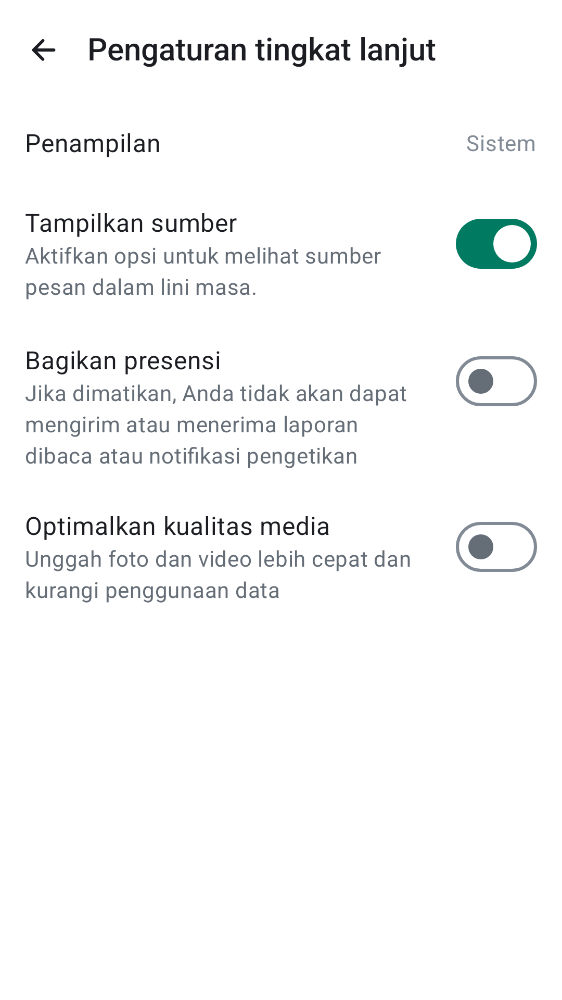 Pengaturan tingkat lanjut
Penampilan
Sistem
Tampilkan sumber
Aktifkan opsi untuk melihat sumber
pesan dalam lini masa.
Bagikan presensi
Jika dimatikan, Anda tidak akan dapat
mengirim atau menerima laporan
dibaca atau notifikasi pengetikan
Optimalkan kualitas media
Unggah foto dan video lebih cepat dan
kurangi penggunaan data